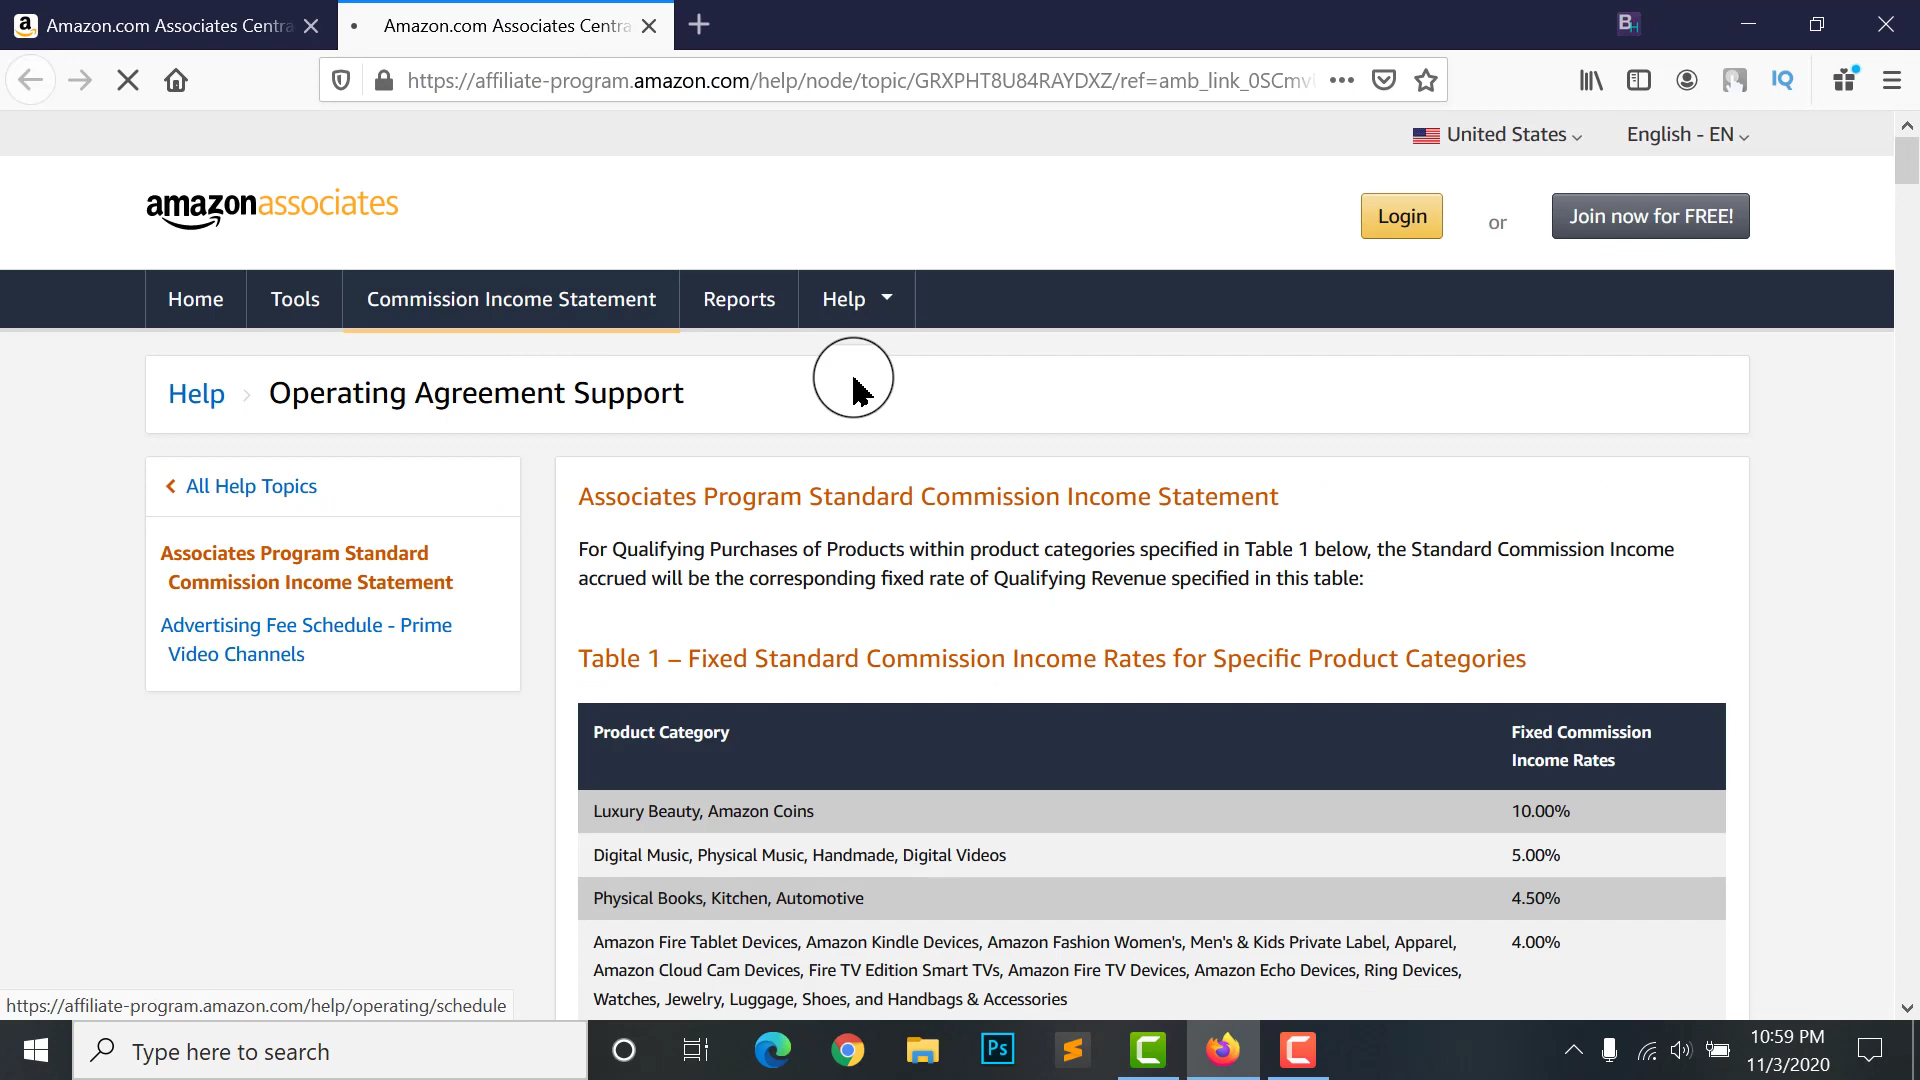 Amazon.com Associates Centra
Amazon.com Associates Centra
https://affiliate-program.amazon.com/help/node/topic/GRXPHT8U84RAYDXZ/ref=amb_link_0SCmv
IQ
United States
English - EN
amazonassociates
Login
or
Join now for FREE!
Home
Tools
Commission Income Statement
Reports
Help
Help
Operating Agreement Support
All Help Topics
Associates Program Standard
Commission Income Statement
Advertising Fee Schedule - Prime
Video Channels
Associates Program Standard Commission Income Statement
For Qualifying Purchases of Products within product categories specified in Table 1 below, the Standard Commission Income
accrued will be the corresponding fixed rate of Qualifying Revenue specified in this table:
Table 1 – Fixed Standard Commission Income Rates for Specific Product Categories
Product Category
Fixed Commission
Income Rates
Luxury Beauty, Amazon Coins
10.00%
Digital Music, Physical Music, Handmade, Digital Videos
5.00%
Physical Books, Kitchen, Automotive
4.50%
Amazon Fire Tablet Devices, Amazon Kindle Devices, Amazon Fashion Women's, Men's & Kids Private Label, Apparel,
4.00%
Amazon Cloud Cam Devices, Fire TV Edition Smart TVs, Amazon Fire TV Devices, Amazon Echo Devices, Ring Devices,
Watches, Jewelry, Luggage, Shoes, and Handbags & Accessories
https://affiliate-program.amazon.com/help/operating/schedule
Type here to search
Ps
10:59 PM
11/3/2020